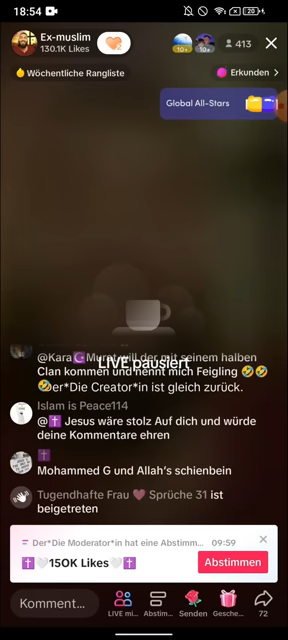 18:54
20
Ex-muslim
130.1K Likes
10+
10+
413
Wöchentliche Rangliste
Erkunden >
Global All-Stars
LIVE pausiert
@Kara☪Murat will der mit seinem halben
Clan kommen und nennt mich Feigling 🤣🤣
🤣
Der*Die Creator*in ist gleich zurück.
Islam is Peace114
@✝️ Jesus wäre stolz Auf dich und würde
deine Kommentare ehren
✝️
Mohammed G und Allah's schienbein
Tugendhafte Frau 🤎 Sprüche 31 ist
beigetreten
Der*Die Moderator*in hat eine Abstimm... 09:59
✝️🤍150K Likes🤍✝️
Abstimmen
Komment...
LIVE mi...
Abstim...
Senden
Gesche...
72